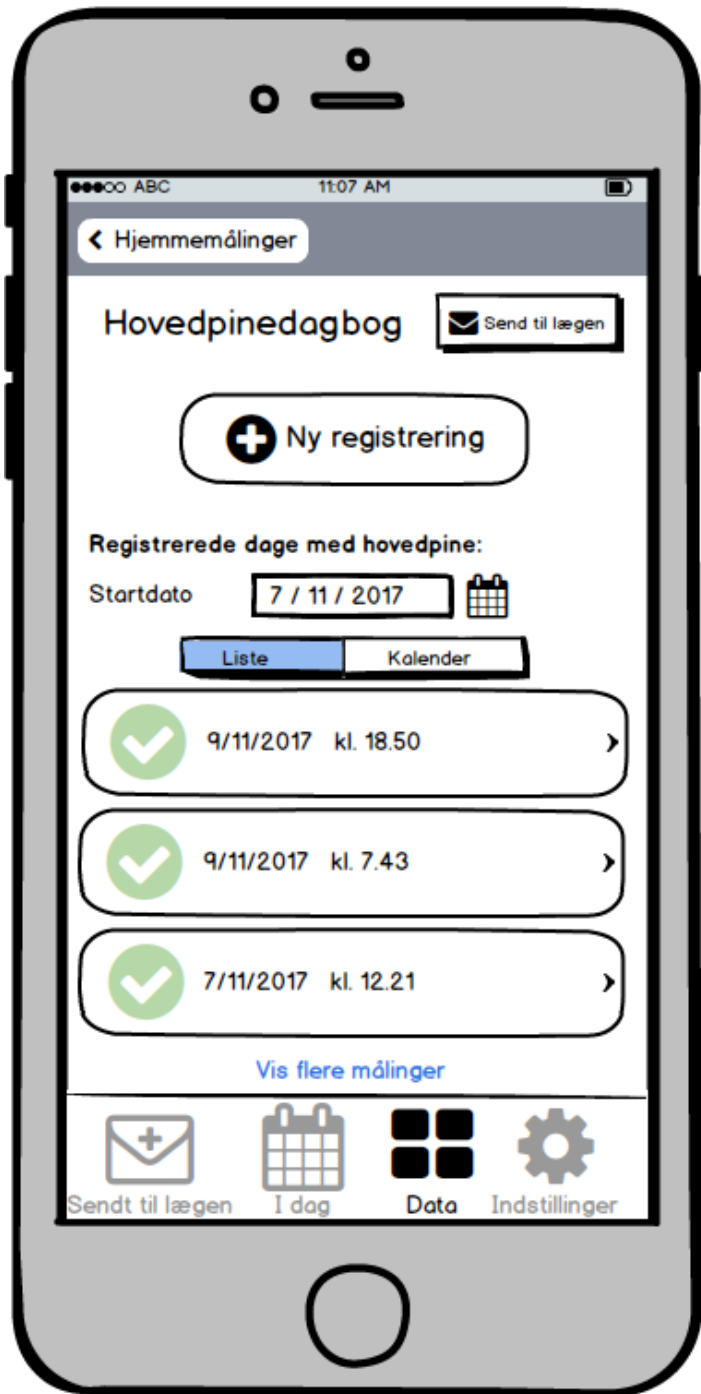 ABC 11:07 AM
Hjemmemålinger
Hovedpinedagbog Send til lægen
Ny registrering
Registrerede dage med hovedpine:
Startdato 7 / 11 / 2017
Liste Kalender
9/11/2017 kl. 18.50
9/11/2017 kl. 7.43
7/11/2017 kl. 12.21
Vis flere målinger
Sendt til lægen I dag Data Indstillinger